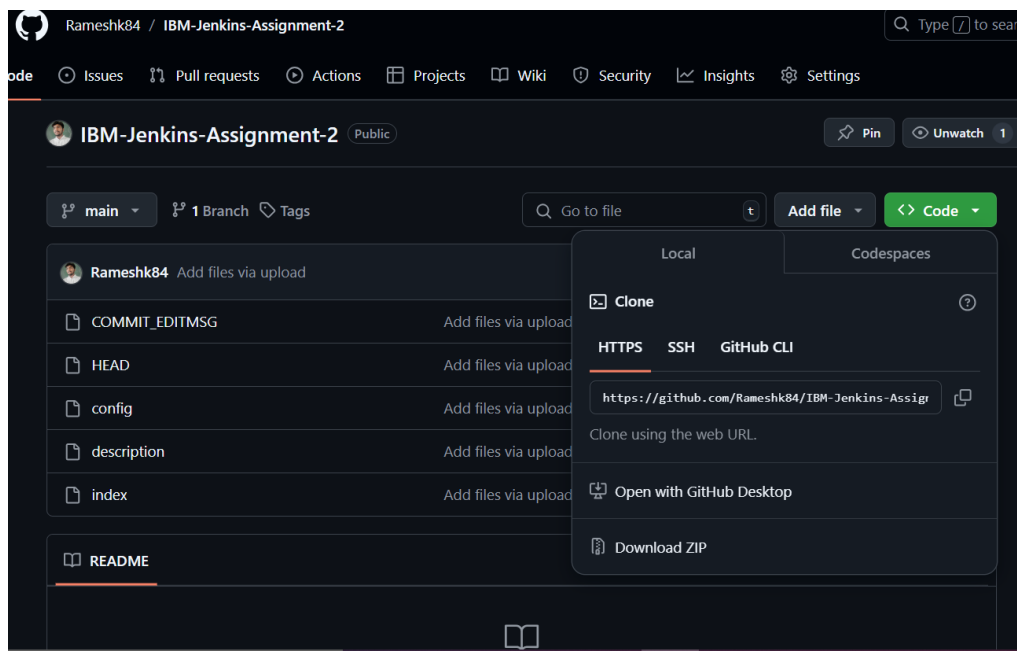 Rameshk84 / IBM-Jenkins-Assignment-2 Type / to sear
ode Issues Pull requests Actions Projects Wiki Security Insights Settings
IBM-Jenkins-Assignment-2 Public Pin Unwatch 1
main 1 Branch Tags Go to file t Add file <> Code
Local Codespaces
Rameshk84 Add files via upload
Clone
COMMIT_EDITMSG Add files via upload
HTTPS SSH GitHub CLI
HEAD Add files via upload
https://github.com/Rameshk84/IBM-Jenkins-Assign
config Add files via upload
Clone using the web URL.
description Add files via upload
Open with GitHub Desktop
index Add files via upload
Download ZIP
README